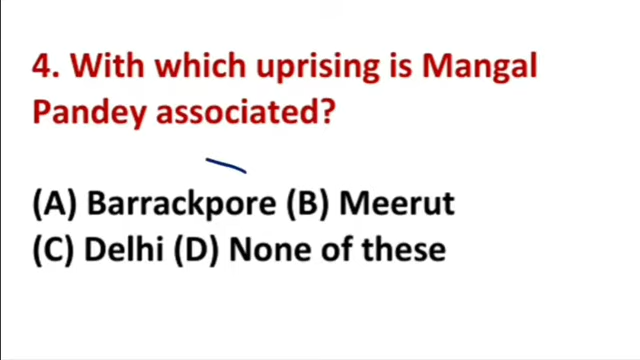 4. With which uprising is Mangal
Pandey associated?
(A) Barrackpore (B) Meerut
(C) Delhi (D) None of these